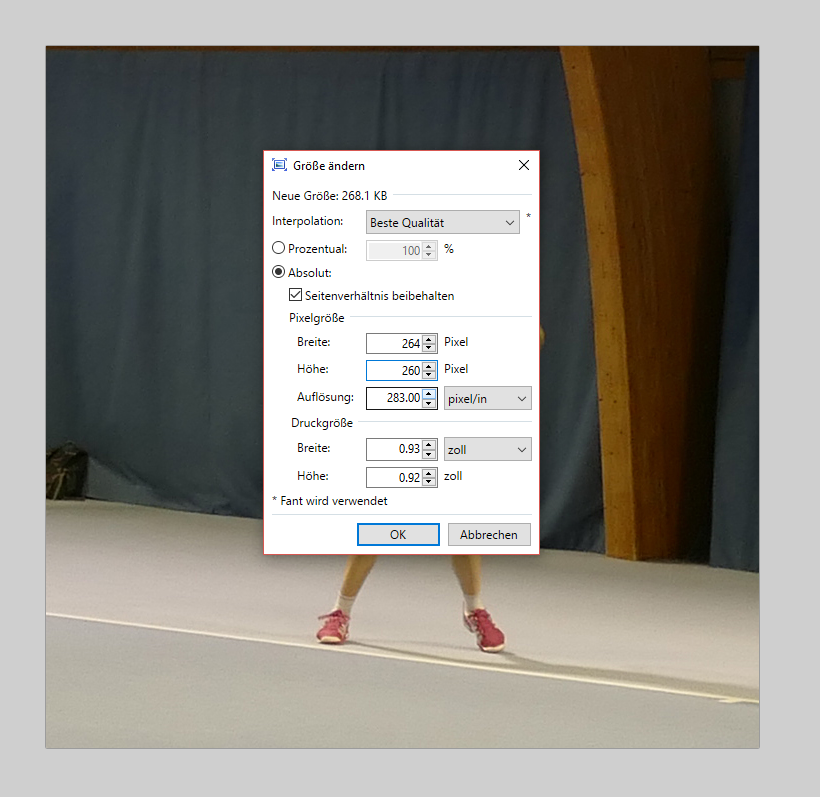 Größe ändern
Neue Größe: 268.1 KB
Interpolation: Beste Qualität *
Prozentual: 100 %
Absolut:
Seitenverhältnis beibehalten
Pixelgröße
Breite: 264 Pixel
Höhe: 260 Pixel
Auflösung: 283.00 pixel/in
Druckgröße
Breite: 0.93 zoll
Höhe: 0.92 zoll
* Fant wird verwendet
OK Abbrechen